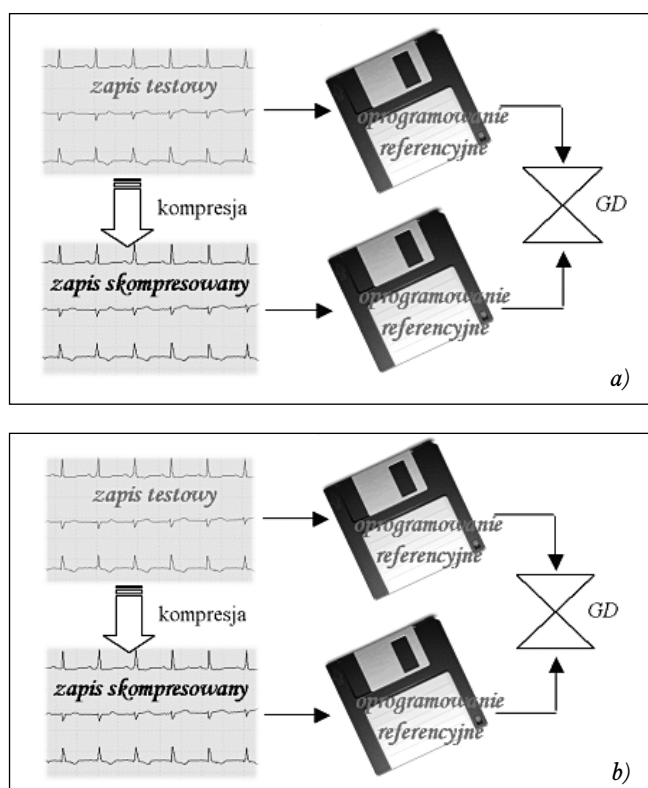 zapis testowy
oprogramowanie
referencyjne
kompresja
GD
zapis skompresowany
oprogramowanie
referencyjne
a)
zapis testowy
oprogramowanie
referencyjne
kompresja
GD
zapis skompresowany
oprogramowanie
referencyjne
b)